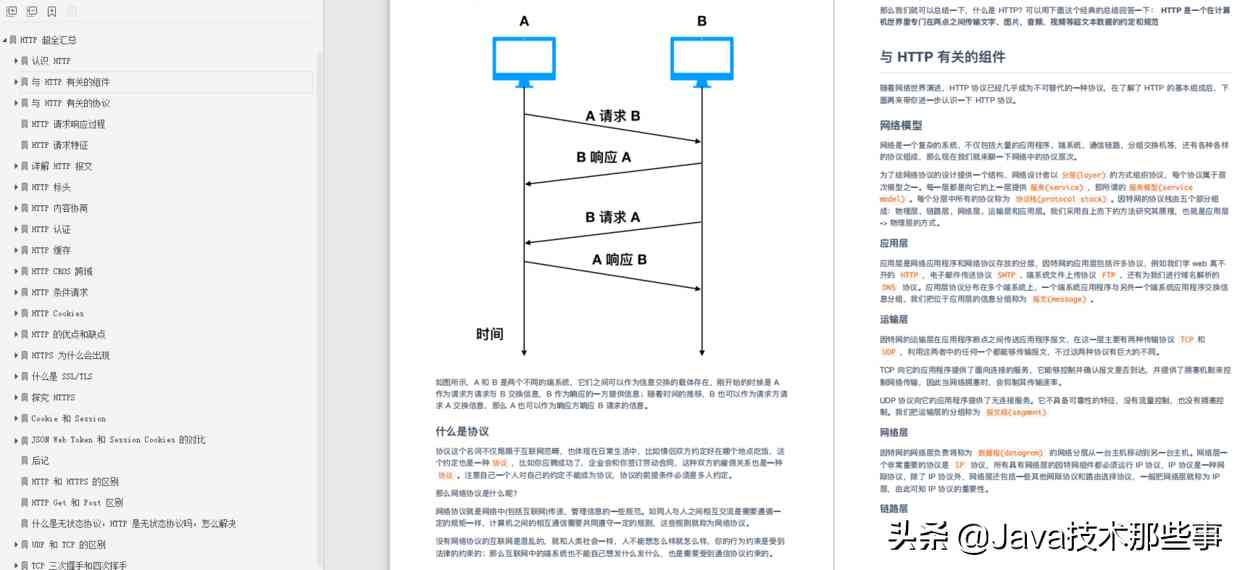 HTTP 超全汇总
认识 HTTP
与 HTTP 有关的组件
与 HTTP 有关的协议
HTTP 请求响应过程
HTTP 请求特征
详解 HTTP 报文
HTTP 标头
HTTP 内容协商
HTTP 认证
HTTP 缓存
HTTP CROS 跨域
HTTP 条件请求
HTTP Cookies
HTTP 的优点和缺点
HTTPS 为什么会出现
什么是 SSL/TLS
探究 HTTPS
Cookie 和 Session
JSON Web Token 和 Session Cookies 的对比
后记
HTTP 和 HTTPS 的区别
HTTP Get 和 Post 区别
什么是无状态协议，HTTP 是无状态协议吗，怎么解决
UDP 和 TCP 的区别
TCP 三次握手和四次挥手
A B
A 请求 B
B 响应 A
B 请求 A
A 响应 B
时间
如图所示，A 和 B 是两个不同的端系统，它们之间可以作为信息交换的载体存在，刚开始的时候是 A
作为请求方请求与 B 交换信息，B 作为响应的一方提供信息；随着时间的推移，B 也可以作为请求方请
求 A 交换信息，那么 A 也可以作为响应方响应 B 请求的信息。
什么是协议
协议这个名词不仅局限于互联网范畴，也体现在日常生活中，比如情侣双方约定好在哪个地点吃饭，这
个约定也是一种 协议 ，比如你应聘成功了，企业会和你签订劳动合同，这种双方的雇佣关系也是一种
协议 。注意自己一个人对自己的约定不能成为协议，协议的前提条件必须是多人约定。
那么网络协议是什么呢？
网络协议就是网络中(包括互联网)传递、管理信息的一些规范。如同人与人之间相互交流是需要遵循一
定的规矩一样，计算机之间的相互通信需要共同遵守一定的规则，这些规则就称为网络协议。
没有网络协议的互联网是混乱的，就和人类社会一样，人不能想怎么样就怎么样，你的行为约束是受到
法律的约束的；那么互联网中的端系统也不能自己想发什么发什么，也是需要受到通信协议约束的。
那么我们就可以总结一下，什么是 HTTP？可以用下面这个经典的总结回答一下： HTTP 是一个在计算
机世界里专门在两点之间传输文字、图片、音频、视频等超文本数据的约定和规范
与 HTTP 有关的组件
随着网络世界演进，HTTP 协议已经几乎成为不可替代的一种协议，在了解了 HTTP 的基本组成后，下
面再来带你进一步认识一下 HTTP 协议。
网络模型
网络是一个复杂的系统，不仅包括大量的应用程序、端系统、通信链路、分组交换机等，还有各种各样
的协议组成，那么现在我们就来聊一下网络中的协议层次。
为了给网络协议的设计提供一个结构，网络设计者以 分层(layer) 的方式组织协议，每个协议属于层
次模型之一。每一层都是向它的上一层提供 服务(service) ，即所谓的 服务模型(service
model) 。每个分层中所有的协议称为 协议栈(protocol stack) 。因特网的协议栈由五个部分组
成：物理层、链路层、网络层、运输层和应用层。我们采用自上而下的方法研究其原理，也就是应用层
-> 物理层的方式。
应用层
应用层是网络应用程序和网络协议存放的分层，因特网的应用层包括许多协议，例如我们学 web 离不
开的 HTTP ，电子邮件传送协议 SMTP 、端系统文件上传协议 FTP 、还有为我们进行域名解析的
DNS 协议。应用层协议分布在多个端系统上，一个端系统应用程序与另外一个端系统应用程序交换信
息分组，我们把位于应用层的信息分组称为 报文(message) 。
运输层
因特网的运输层在应用程序断点之间传送应用程序报文，在这一层主要有两种传输协议 TCP 和
UDP ，利用这两者中的任何一个都能够传输报文，不过这两种协议有巨大的不同。
TCP 向它的应用程序提供了面向连接的服务，它能够控制并确认报文是否到达，并提供了拥塞机制来控
制网络传输，因此当网络拥塞时，会抑制其传输速率。
UDP 协议向它的应用程序提供了无连接服务。它不具备可靠性的特征，没有流量控制，也没有拥塞控
制。我们把运输层的分组称为 报文段(segment)
网络层
因特网的网络层负责将称为 数据报(datagram) 的网络分层从一台主机移动到另一台主机。网络层一
个非常重要的协议是 IP 协议，所有具有网络层的因特网组件都必须运行 IP 协议，IP 协议是一种网
际协议，除了 IP 协议外，网络层还包括一些其他网际协议和路由选择协议，一般把网络层就称为 IP
层，由此可知 IP 协议的重要性。
链路层
头条 @Java技术那些事